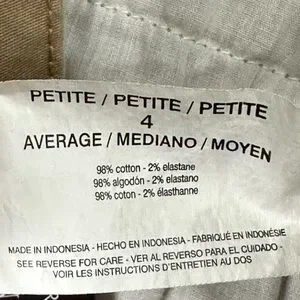 PETITE / PETITE / PETITE
4
AVERAGE / MEDIANO / MOYEN
98% cotton - 2% elastane
98% algodón - 2% elastano
98% coton - 2% élasthanne
MADE IN INDONESIA - HECHO EN INDONESIA - FABRIQUÉ EN INDONÉSIE
SEE REVERSE FOR CARE - VER AL REVERSO PARA EL CUIDADO -
VOIR LES INSTRUCTIONS D'ENTRETIEN AU DOS